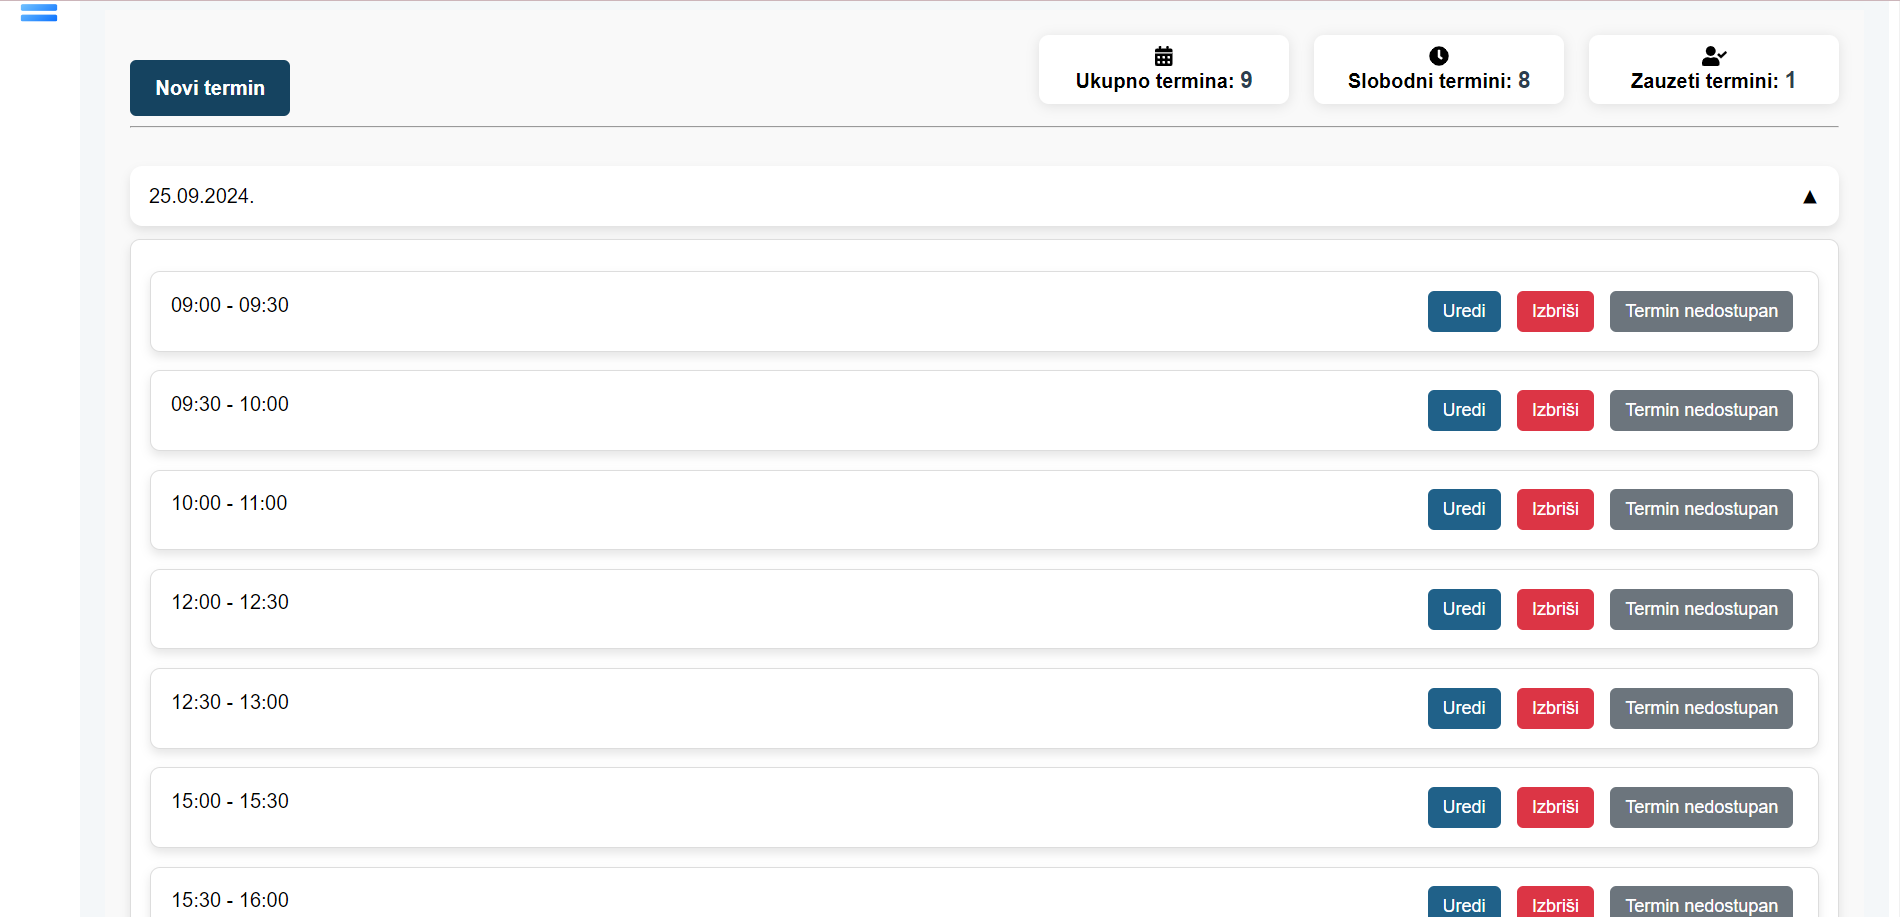 Novi termin
Ukupno termina: 9
Slobodni termini: 8
Zauzeti termini: 1
25.09.2024. ▲
09:00 - 09:30 Uredi Izbriši Termin nedostupan
09:30 - 10:00 Uredi Izbriši Termin nedostupan
10:00 - 11:00 Uredi Izbriši Termin nedostupan
12:00 - 12:30 Uredi Izbriši Termin nedostupan
12:30 - 13:00 Uredi Izbriši Termin nedostupan
15:00 - 15:30 Uredi Izbriši Termin nedostupan
15:30 - 16:00 Uredi Izbriši Termin nedostupan